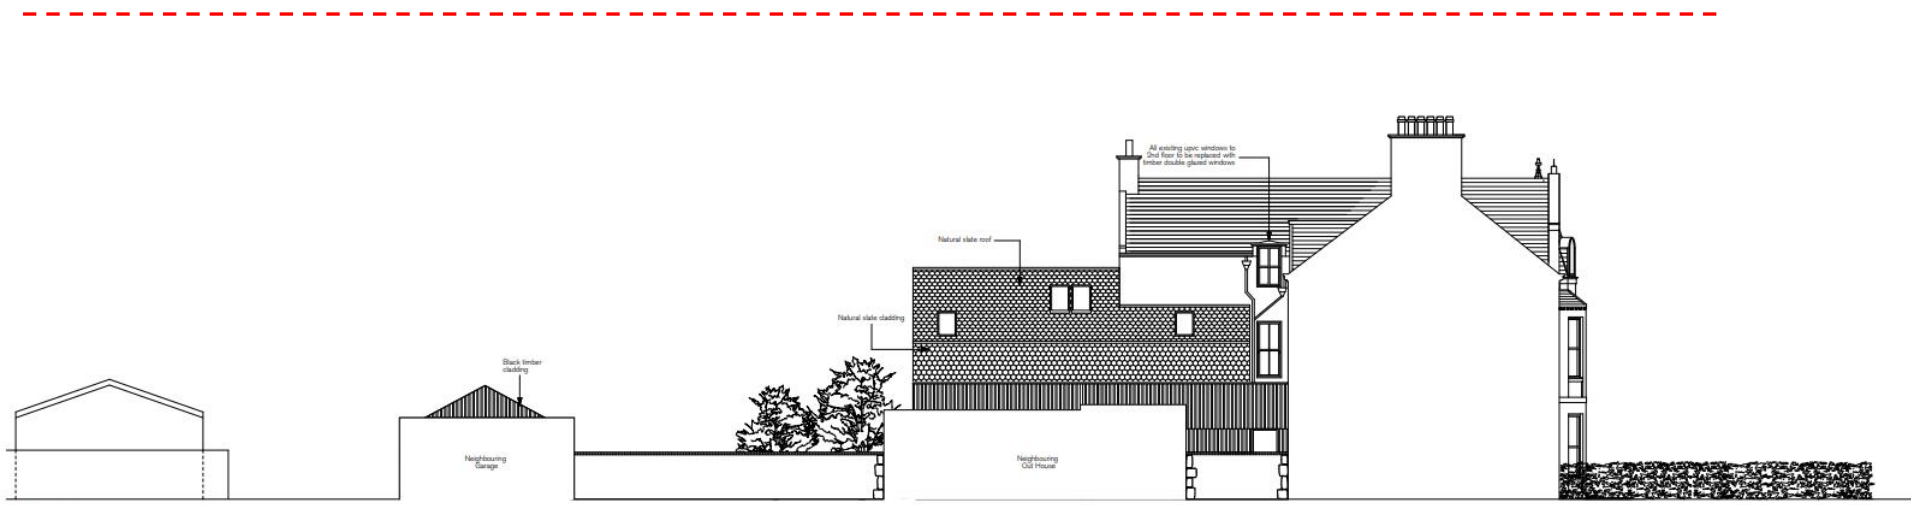 All existing upvc windows to
2nd floor to be replaced with
timber double glazed windows
Natural slate roof
Natural slate cladding
Black timber
cladding
Neighbouring
Garage
Neighbouring
Out House